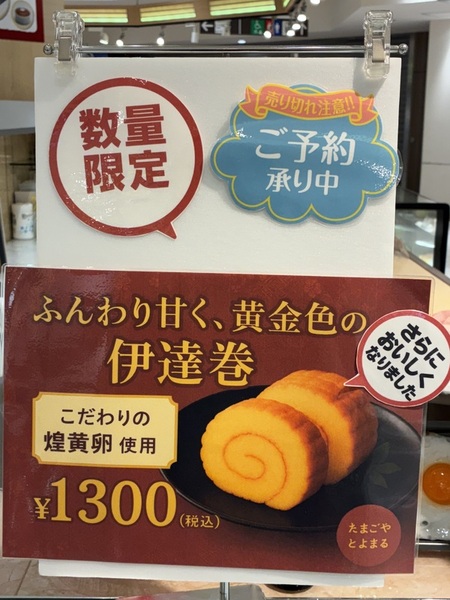 数量
限定
売り切れ注意!!
ご予約
承り中
ふんわり甘く、黄金色の
伊達巻
さらに
おいしく
なりました
こだわりの
煌黄卵 使用
¥1300(税込)
たまごや
とよまる